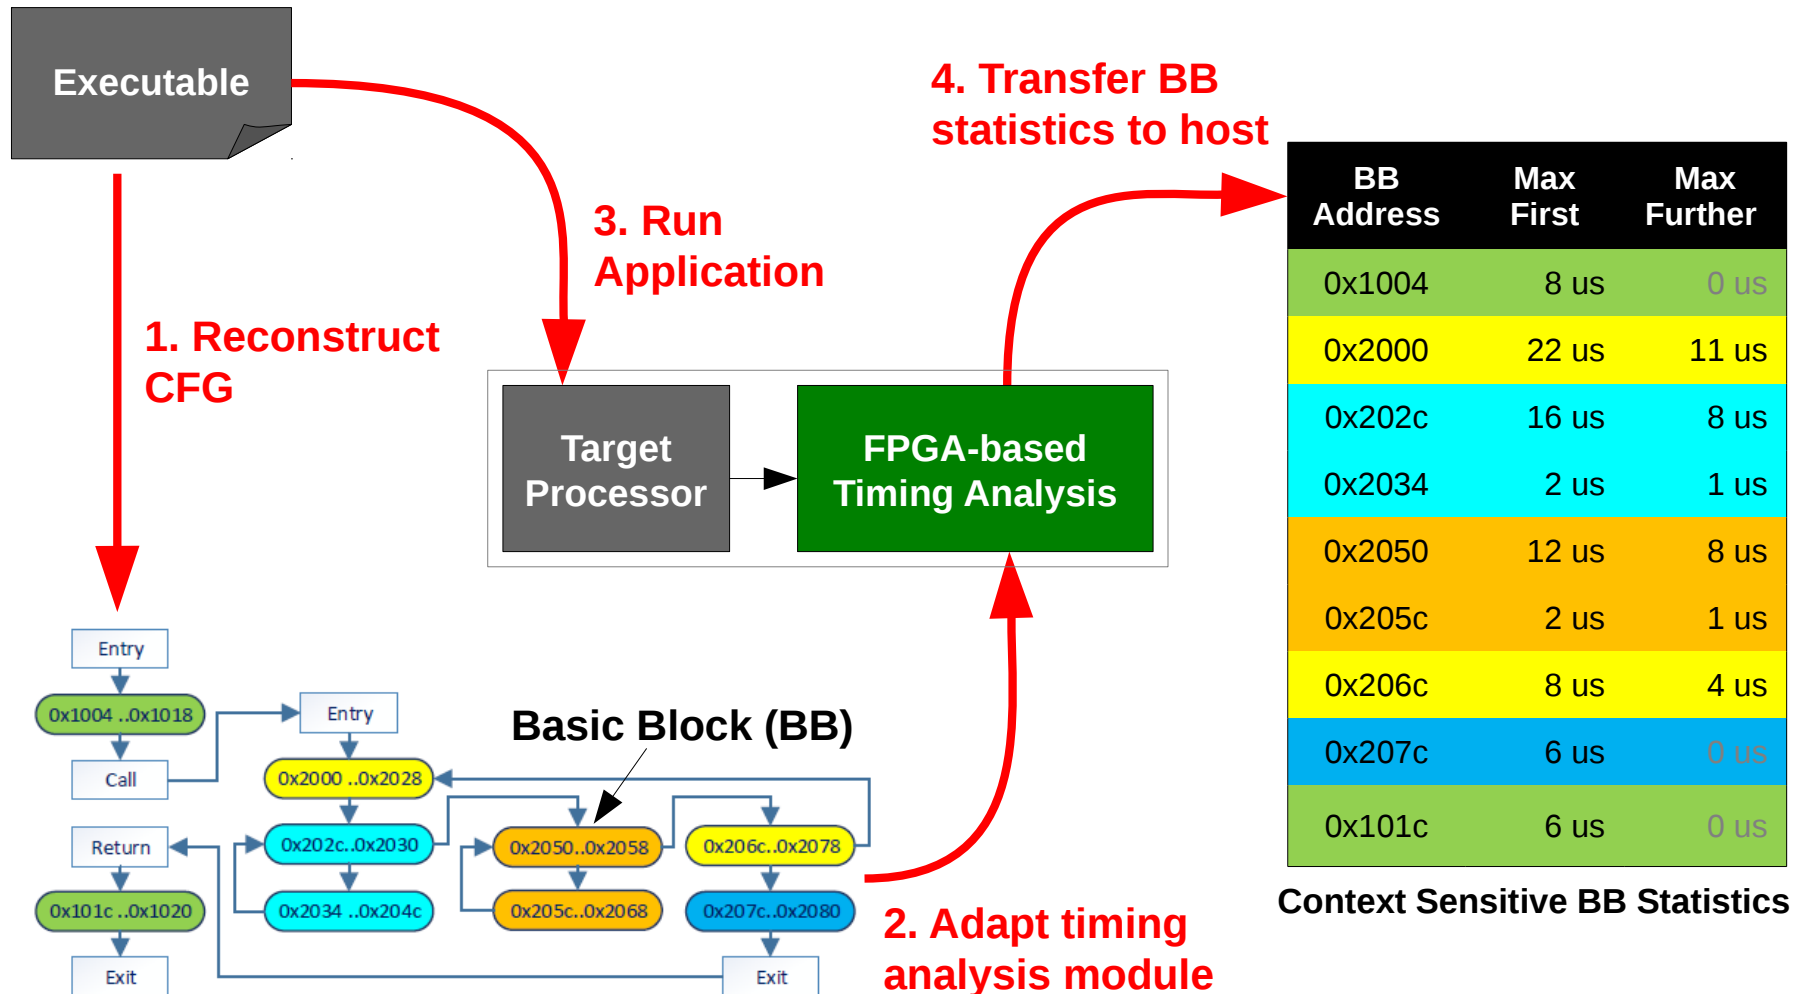 Executable
4. Transfer BB
statistics to host
3. Run
Application
1. Reconstruct
CFG
Target
Processor
FPGA-based
Timing Analysis
Entry
0x1004 ..0x1018
Call
Return
0x101c ..0x1020
Exit
Entry
0x2000 ..0x2028
0x202c..0x2030
0x2034 ..0x204c
Basic Block (BB)
0x2050..0x2058
0x205c..0x2068
0x206c..0x2078
0x207c..0x2080
Exit
2. Adapt timing
analysis module
BB Address Max First Max Further
0x1004 8 us 0 us
0x2000 22 us 11 us
0x202c 16 us 8 us
0x2034 2 us 1 us
0x2050 12 us 8 us
0x205c 2 us 1 us
0x206c 8 us 4 us
0x207c 6 us 0 us
0x101c 6 us 0 us
Context Sensitive BB Statistics